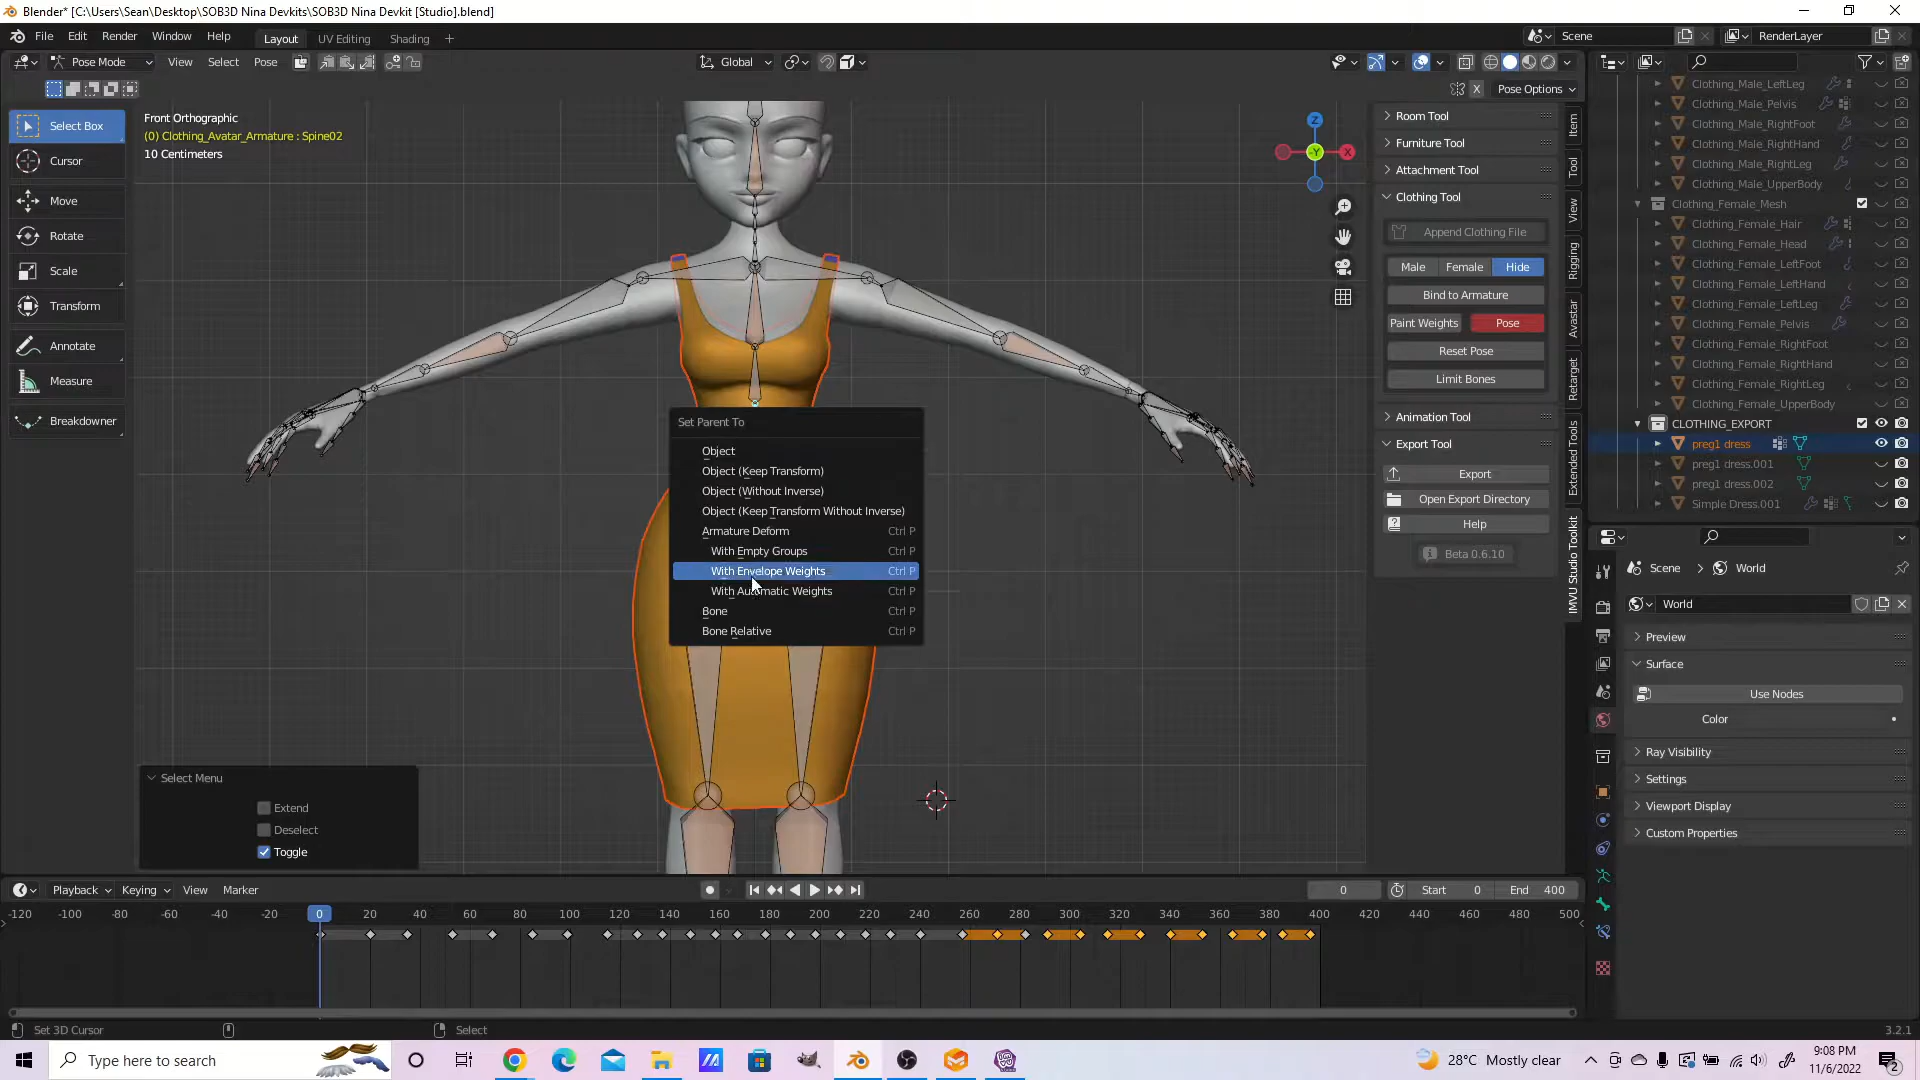 Blender* [C:\Users\Sean\Desktop\SOB3D Nina Devkits\SOB3D Nina Devkit [Studio].blend]
File Edit Render Window Help Layout UV Editing Shading + Scene RenderLayer
Pose Mode View Select Pose Global
X Pose Options
Select Box
Cursor
Move
Rotate
Scale
Transform
Annotate
Measure
Breakdowner
Front Orthographic
(0) Clothing_Avatar_Armature : Spine02
10 Centimeters
Z
-Y
X
Set Parent To
Object
Object (Keep Transform)
Object (Without Inverse)
Object (Keep Transform Without Inverse)
Armature Deform Ctrl P
With Empty Groups Ctrl P
With Envelope Weights Ctrl P
With Automatic Weights Ctrl P
Bone Ctrl P
Bone Relative Ctrl P
Select Menu
Extend
Deselect
Toggle
Room Tool
Furniture Tool
Attachment Tool
Clothing Tool
Append Clothing File
Male Female Hide
Bind to Armature
Paint Weights Pose
Reset Pose
Limit Bones
Animation Tool
Export Tool
Export
Open Export Directory
Help
Beta 0.6.10
Item
Tool
View
Rigging
Avastar
Retarget
Extended Tools
IMVU Studio Toolkit
Clothing_Male_LeftLeg
Clothing_Male_Pelvis
Clothing_Male_RightFoot
Clothing_Male_RightHand
Clothing_Male_RightLeg
Clothing_Male_UpperBody
Clothing_Female_Mesh
Clothing_Female_Hair
Clothing_Female_Head
Clothing_Female_LeftFoot
Clothing_Female_LeftHand
Clothing_Female_LeftLeg
Clothing_Female_Pelvis
Clothing_Female_RightFoot
Clothing_Female_RightHand
Clothing_Female_RightLeg
Clothing_Female_UpperBody
CLOTHING_EXPORT
preg1 dress
preg1 dress.001
preg1 dress.002
Simple Dress.001
Scene > World
World
Preview
Surface
Use Nodes
Color
Ray Visibility
Settings
Viewport Display
Custom Properties
Playback Keying View Marker 0 Start 0 End 400
-120 -100 -80 -60 -40 -20 0 20 40 60 80 100 120 140 160 180 200 220 240 260 280 300 320 340 360 380 400 420 440 460 480 500
Set 3D Cursor Select 3.2.1
Type here to search 28°C Mostly clear 9:08 PM
11/6/2022
2